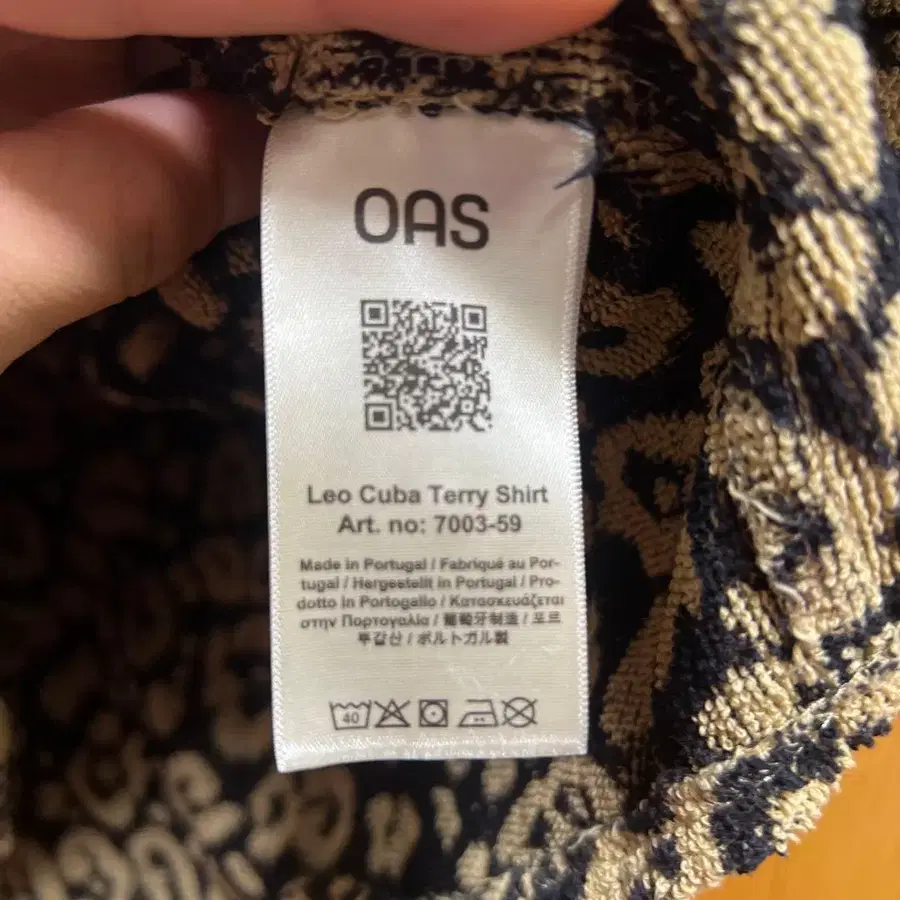 OAS
Leo Cuba Terry Shirt
Art. no: 7003-59
Made in Portugal / Fabriqué au Por-
tugal / Hergestellt in Portugal / Pro-
dotto in Portogallo / Κατασκευάζεται
στην Πορτογαλία / 葡萄牙制造 / 포르
투갈산 / ポルトガル製
40